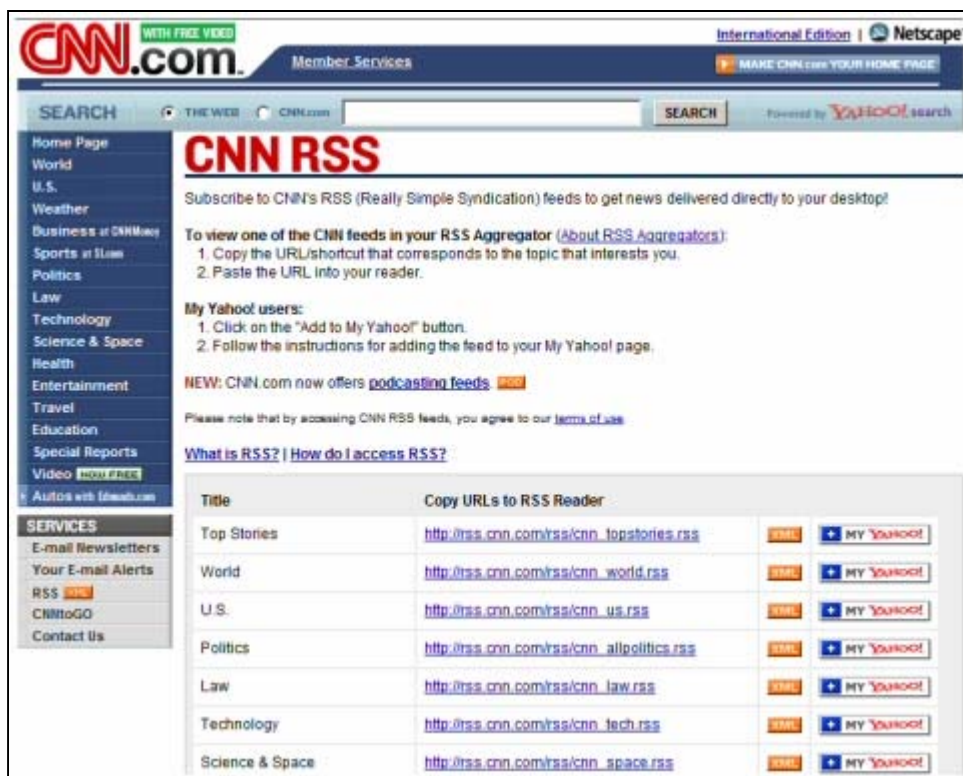 WITH FREE VIDEO
CNN.com
International Edition | Netscape
Member Services
MAKE CNN.com YOUR HOME PAGE
SEARCH THE WEB CNN.com SEARCH Powered by YAHOO! search
Home Page
World
U.S.
Weather
Business at CNNMoney
Sports at SI.com
Politics
Law
Technology
Science & Space
Health
Entertainment
Travel
Education
Special Reports
Video NOW FREE
Autos with Edmunds.com
SERVICES
E-mail Newsletters
Your E-mail Alerts
RSS XML
CNNtoGO
Contact Us
CNN RSS
Subscribe to CNN's RSS (Really Simple Syndication) feeds to get news delivered directly to your desktop!
To view one of the CNN feeds in your RSS Aggregator (About RSS Aggregators):
1. Copy the URL/shortcut that corresponds to the topic that interests you.
2. Paste the URL into your reader.
My Yahoo! users:
1. Click on the "Add to My Yahoo!" button.
2. Follow the instructions for adding the feed to your My Yahoo! page.
NEW: CNN.com now offers podcasting feeds. POD
Please note that by accessing CNN RSS feeds, you agree to our terms of use
What is RSS? | How do I access RSS?
Title Copy URLs to RSS Reader
Top Stories http://rss.cnn.com/rss/cnn_topstories.rss XML + MY YAHOO!
World http://rss.cnn.com/rss/cnn_world.rss XML + MY YAHOO!
U.S. http://rss.cnn.com/rss/cnn_us.rss XML + MY YAHOO!
Politics http://rss.cnn.com/rss/cnn_allpolitics.rss XML + MY YAHOO!
Law http://rss.cnn.com/rss/cnn_law.rss XML + MY YAHOO!
Technology http://rss.cnn.com/rss/cnn_tech.rss XML + MY YAHOO!
Science & Space http://rss.cnn.com/rss/cnn_space.rss XML + MY YAHOO!